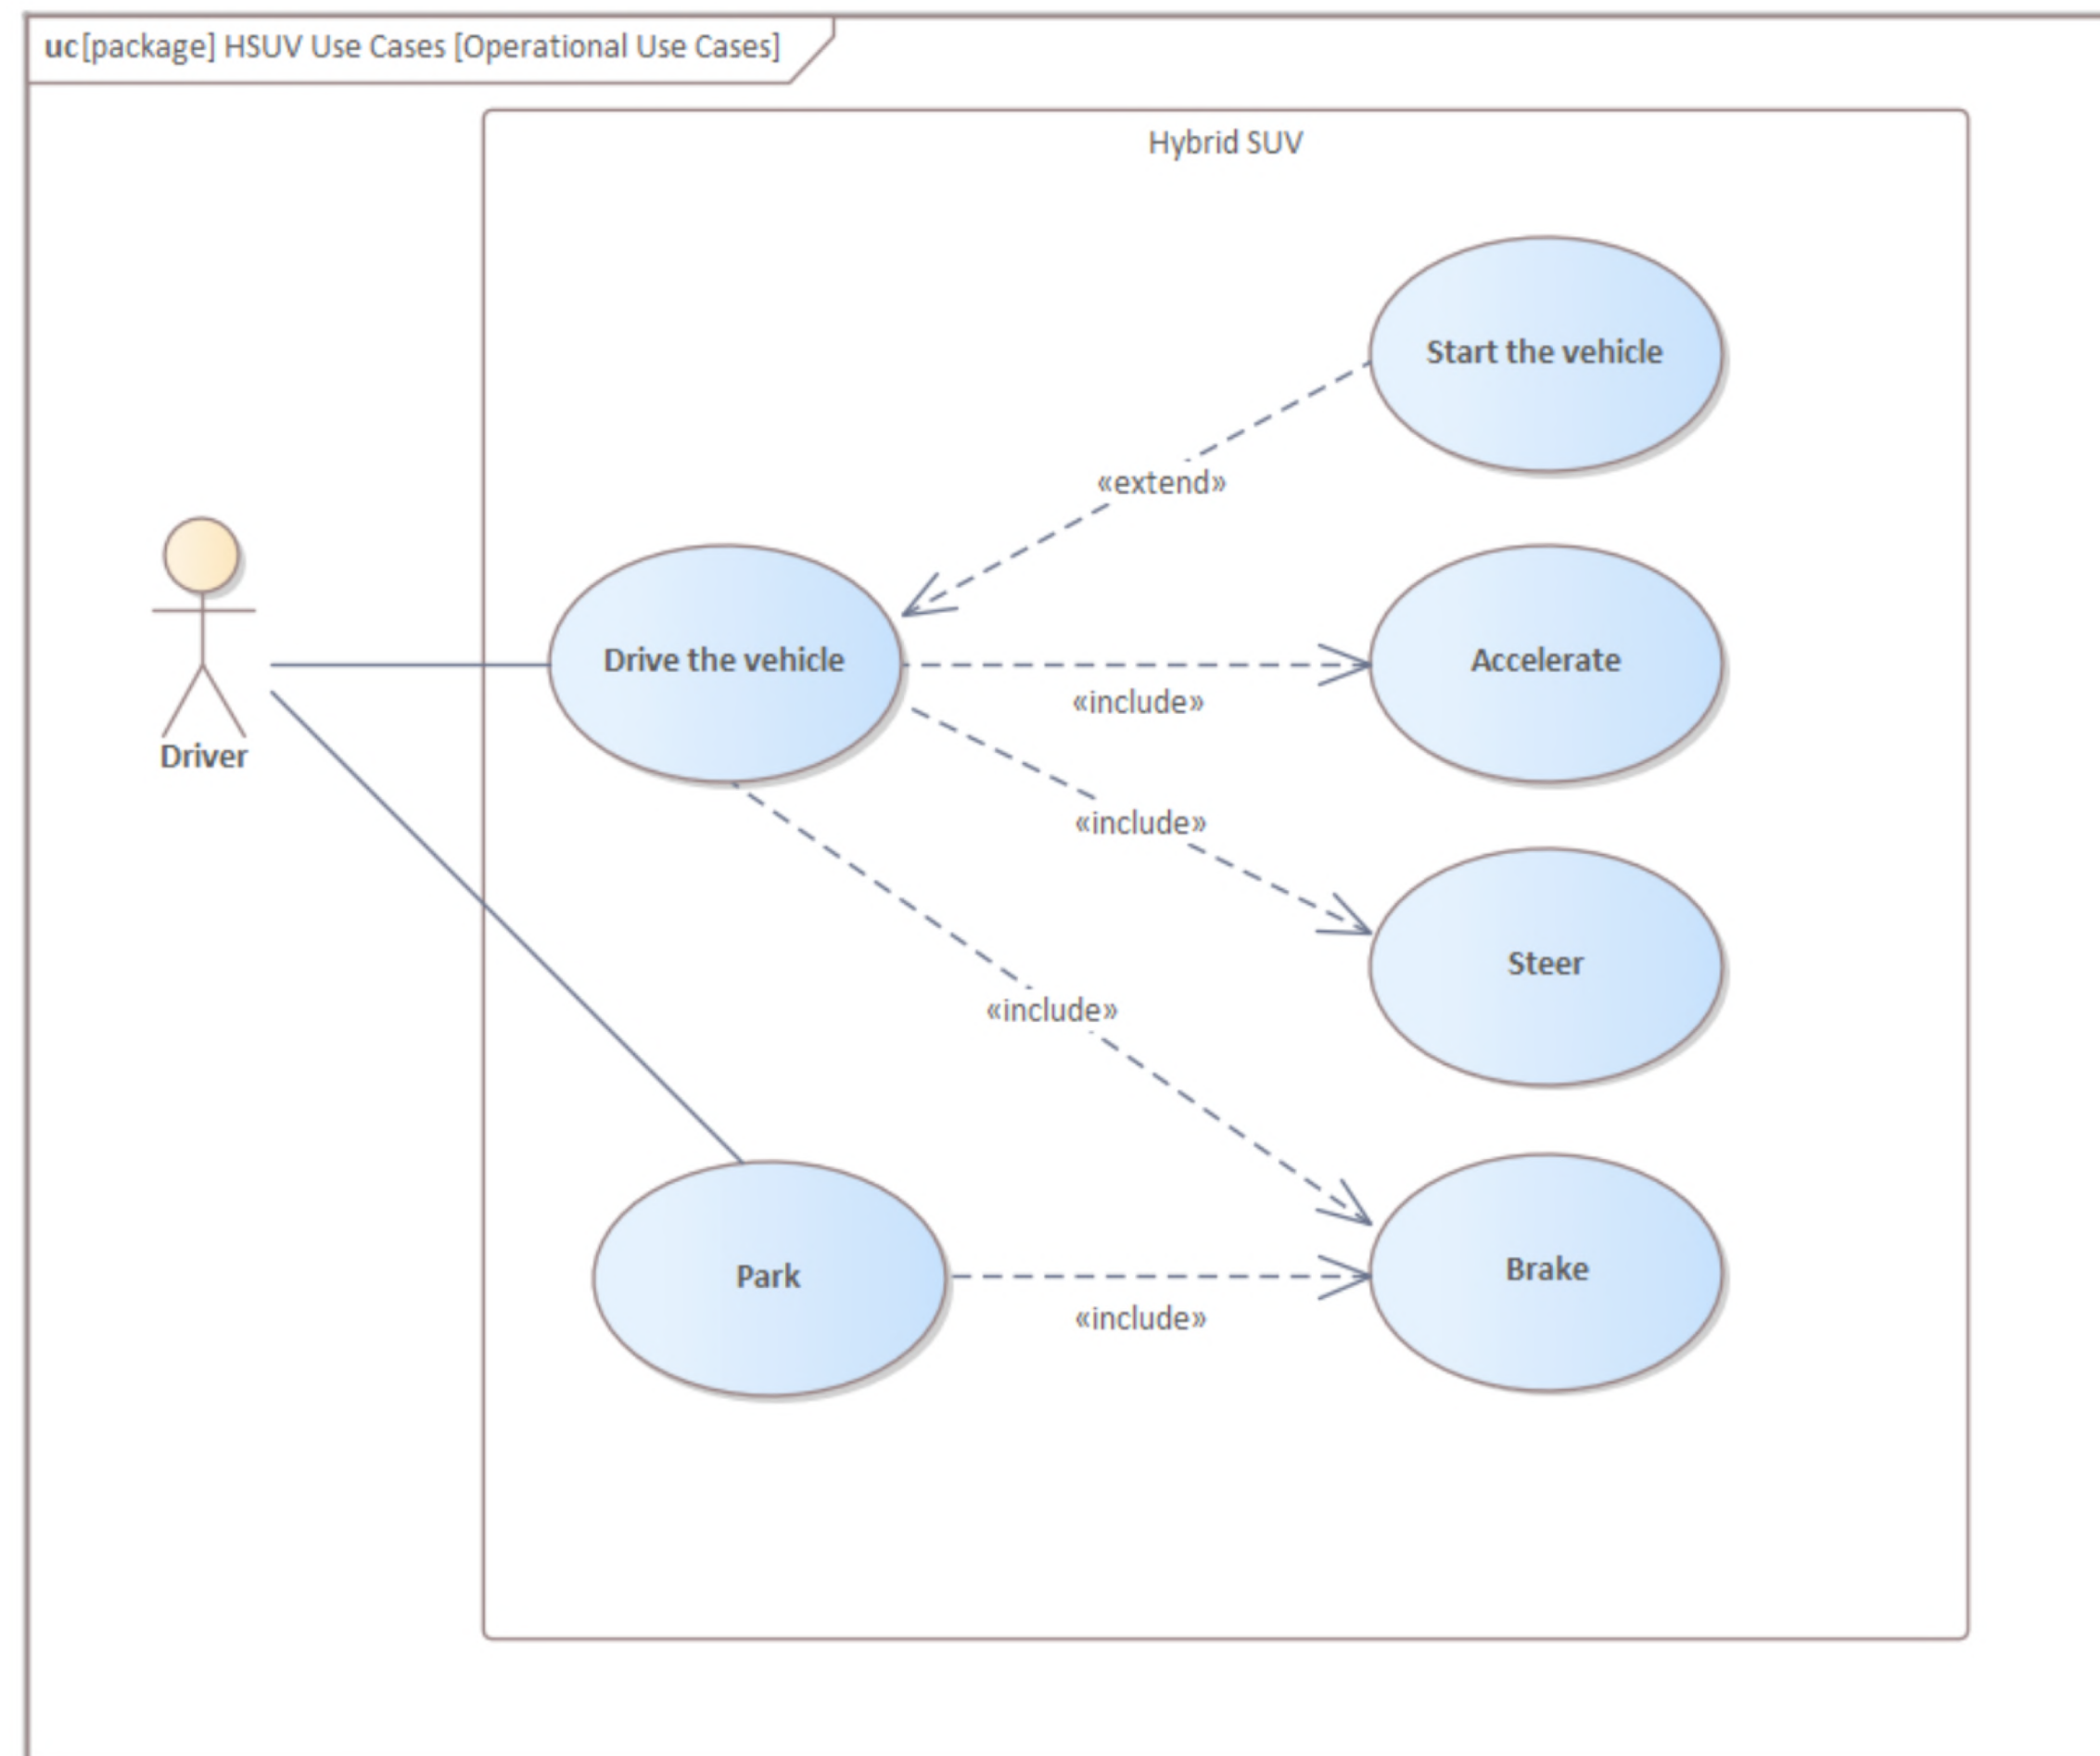 uc [package] HSUV Use Cases [Operational Use Cases]
Hybrid SUV
Start the vehicle
«extend»
Drive the vehicle
Accelerate
«include»
Driver
«include»
Steer
«include»
Park
Brake
«include»